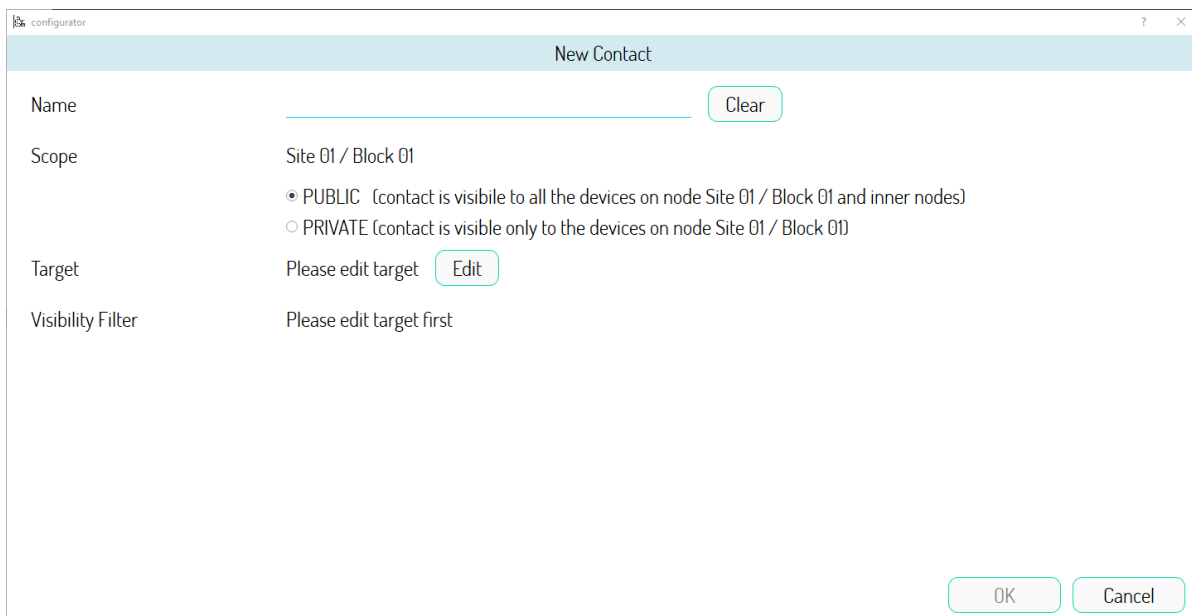 configurator ?
New Contact
Name Clear
Scope Site 01 / Block 01
PUBLIC (contact is visibile to all the devices on node Site 01 / Block 01 and inner nodes)
PRIVATE (contact is visible only to the devices on node Site 01 / Block 01)
Target Please edit target Edit
Visibility Filter Please edit target first
OK Cancel